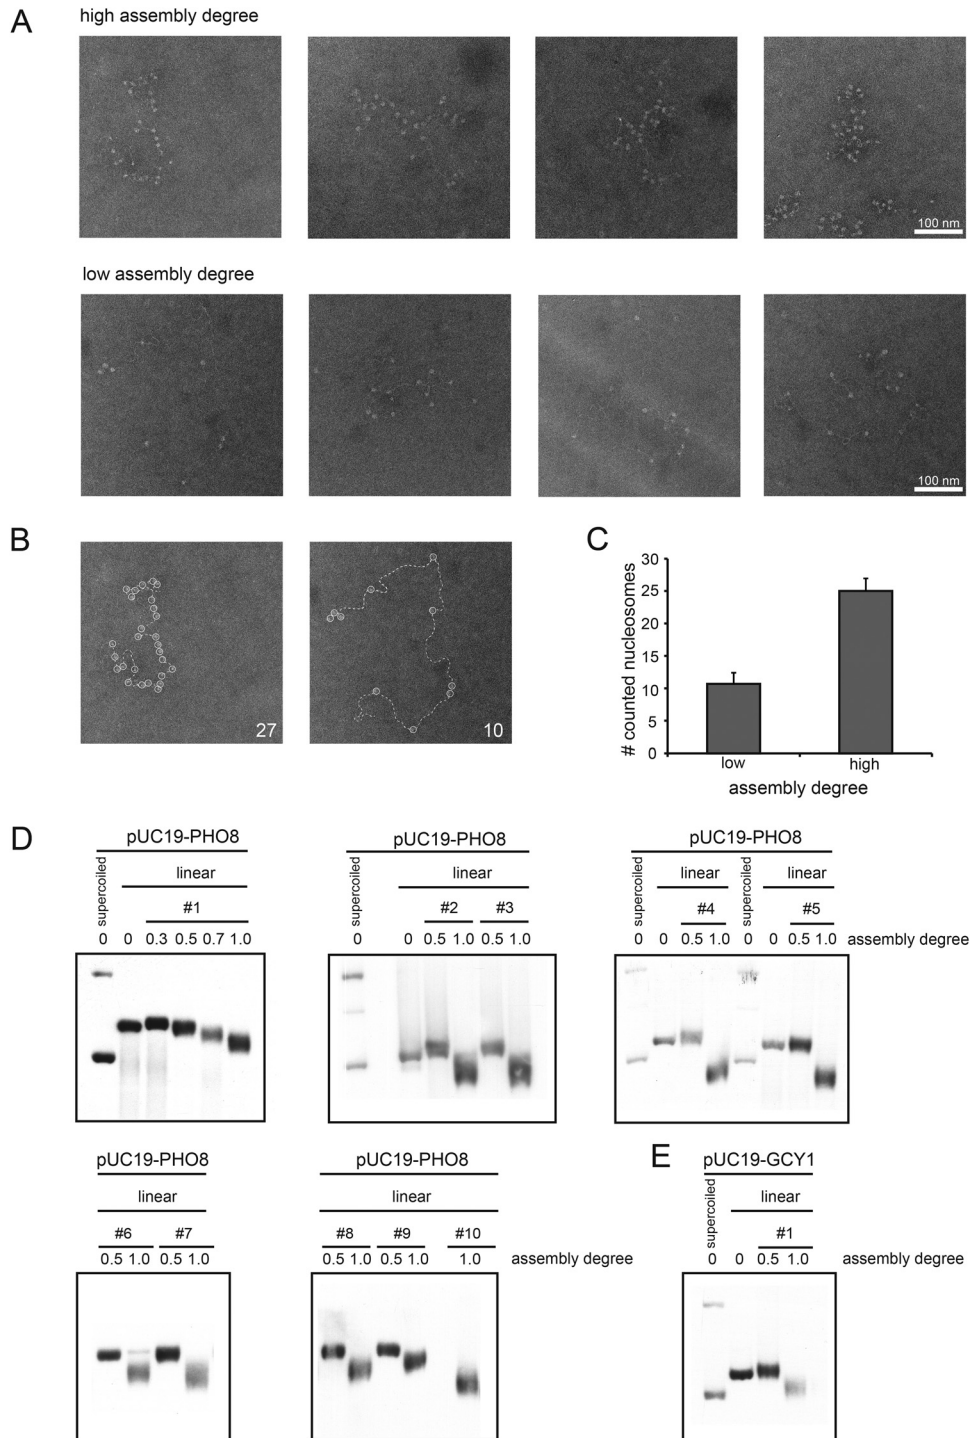 A
high assembly degree
100 nm
low assembly degree
100 nm
B
27
10
C
# counted nucleosomes
30
25
20
15
10
5
0
low
high
assembly degree
D
pUC19-PHO8
supercoiled
linear
#1
0 0 0.3 0.5 0.7 1.0
pUC19-PHO8
supercoiled
linear
#2 #3
0 0 0.5 1.0 0.5 1.0
pUC19-PHO8
supercoiled
linear
supercoiled
linear
#4 #5
0 0 0.5 1.0 0 0 0.5 1.0 assembly degree
pUC19-PHO8
linear
#6 #7
0.5 1.0 0.5 1.0
pUC19-PHO8
linear
#8 #9 #10
0.5 1.0 0.5 1.0 1.0 assembly degree
E
pUC19-GCY1
supercoiled
linear
#1
0 0 0.5 1.0 assembly degree